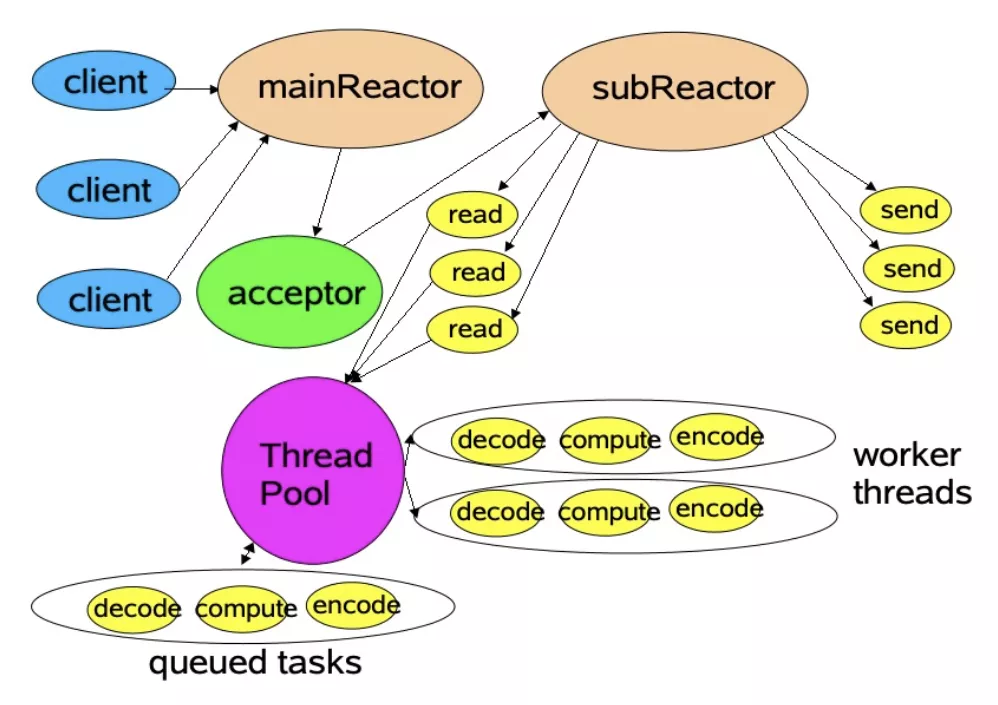 client
mainReactor
subReactor
client
read
send
client
acceptor
read
send
read
send
Thread
Pool
decode compute encode
worker
threads
decode compute encode
decode compute encode
queued tasks